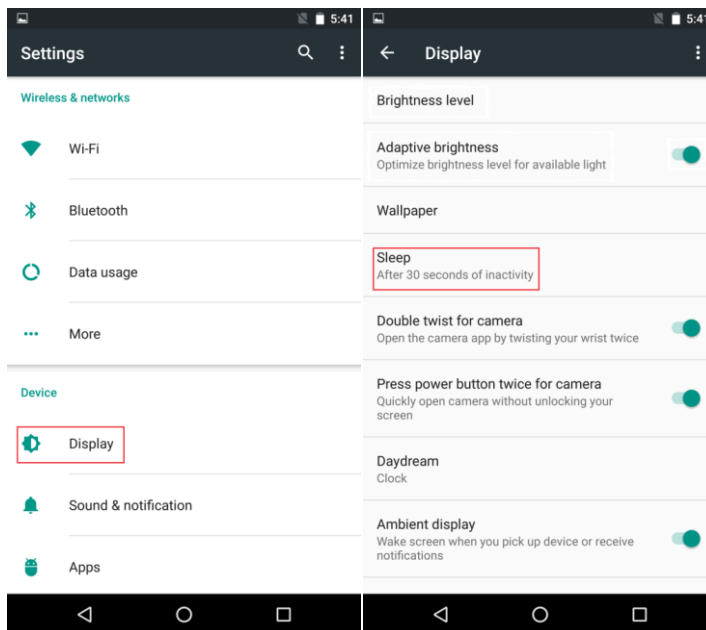 5:41
Settings
Wireless & networks
Wi-Fi
Bluetooth
Data usage
More
Device
Display
Sound & notification
Apps
5:41
Display
Brightness level
Adaptive brightness
Optimize brightness level for available light
Wallpaper
Sleep
After 30 seconds of inactivity
Double twist for camera
Open the camera app by twisting your wrist twice
Press power button twice for camera
Quickly open camera without unlocking your
screen
Daydream
Clock
Ambient display
Wake screen when you pick up device or receive
notifications